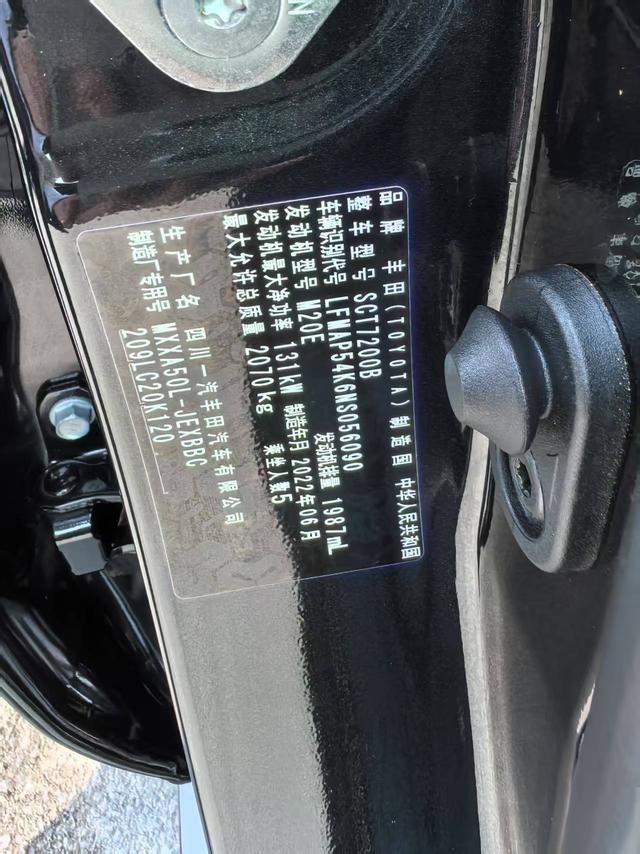 品牌 丰田(TOYOTA) 制造国 中华人民共和国
整车型号 SCT7200B
车辆识别代号 LFMAP54K6NS056090
发动机型号 M20E 发动机排量 1987mL
发动机最大净功率 131kW 制造年月 2022年06月
最大允许总质量 2070kg 乘坐人数5
生产厂名 四川一汽丰田汽车有限公司
制造厂专用号 MXXA50L-JEXBBC
209LC20K120